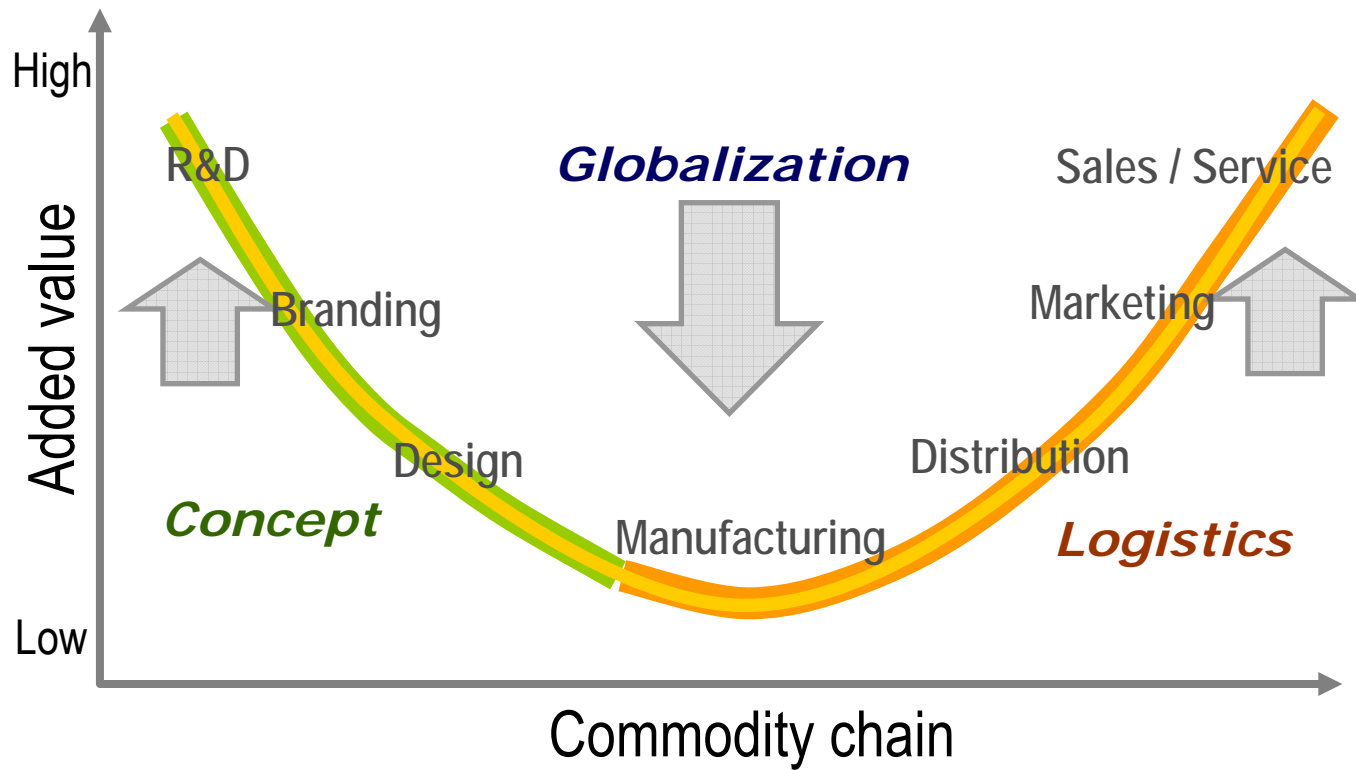 High
R&D
Globalization
Sales / Service
Branding
Marketing
Added value
Design
Distribution
Concept
Manufacturing
Logistics
Low
Commodity chain